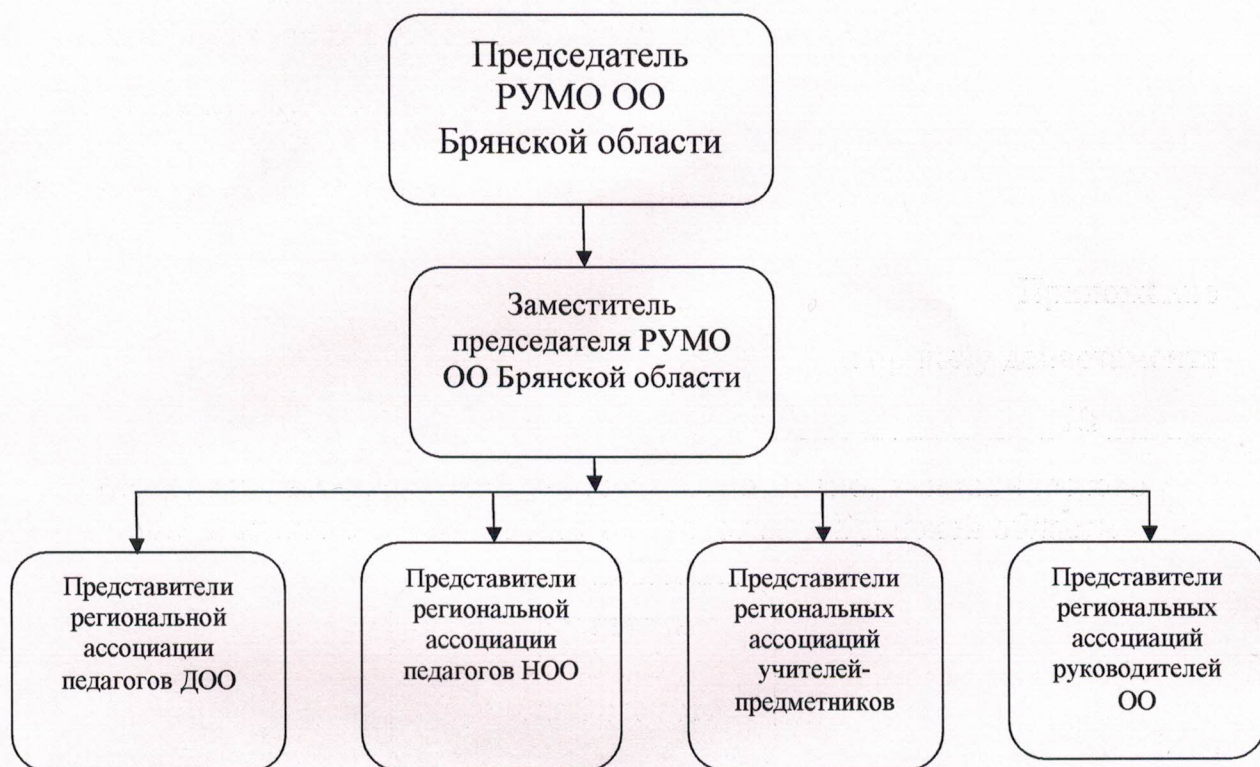 Председатель
РУМО ОО
Брянской области
Заместитель
председателя РУМО
ОО Брянской области
Представители
региональной
ассоциации
педагогов ДОО
Представители
региональной
ассоциации
педагогов НОО
Представители
региональных
ассоциаций
учителей-
предметников
Представители
региональных
ассоциаций
руководителей
ОО